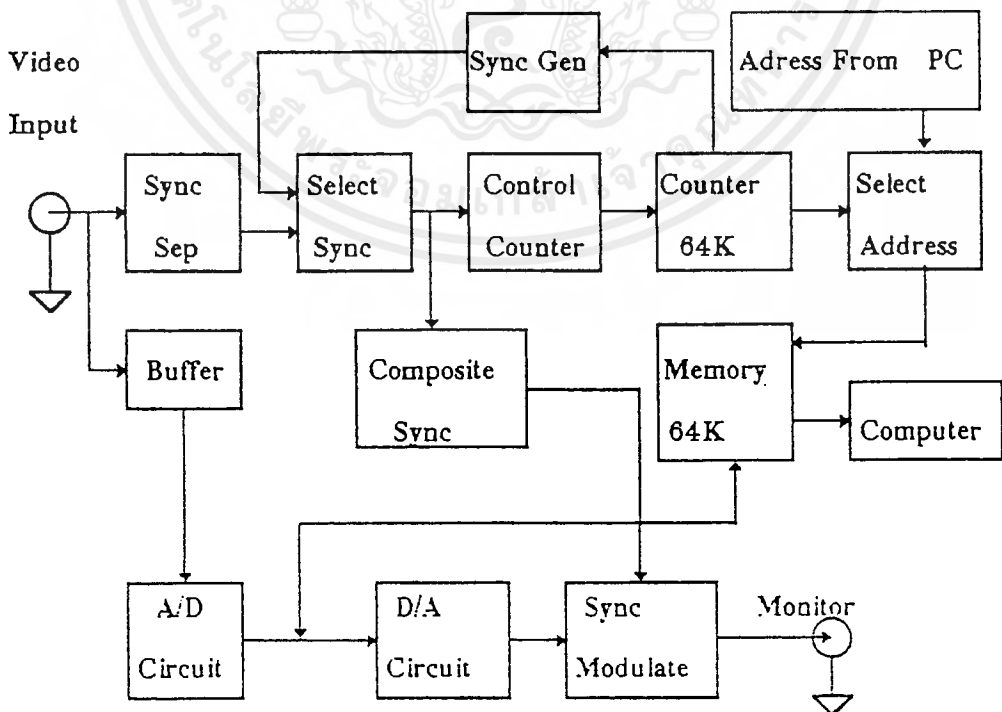 Video
Input
Sync Gen
Adress From PC
Sync
Sep
Select
Sync
Control
Counter
Counter
64K
Select
Address
Buffer
Composite
Sync
Memory
64K
Computer
A/D
Circuit
D/A
Circuit
Sync
Modulate
Monitor